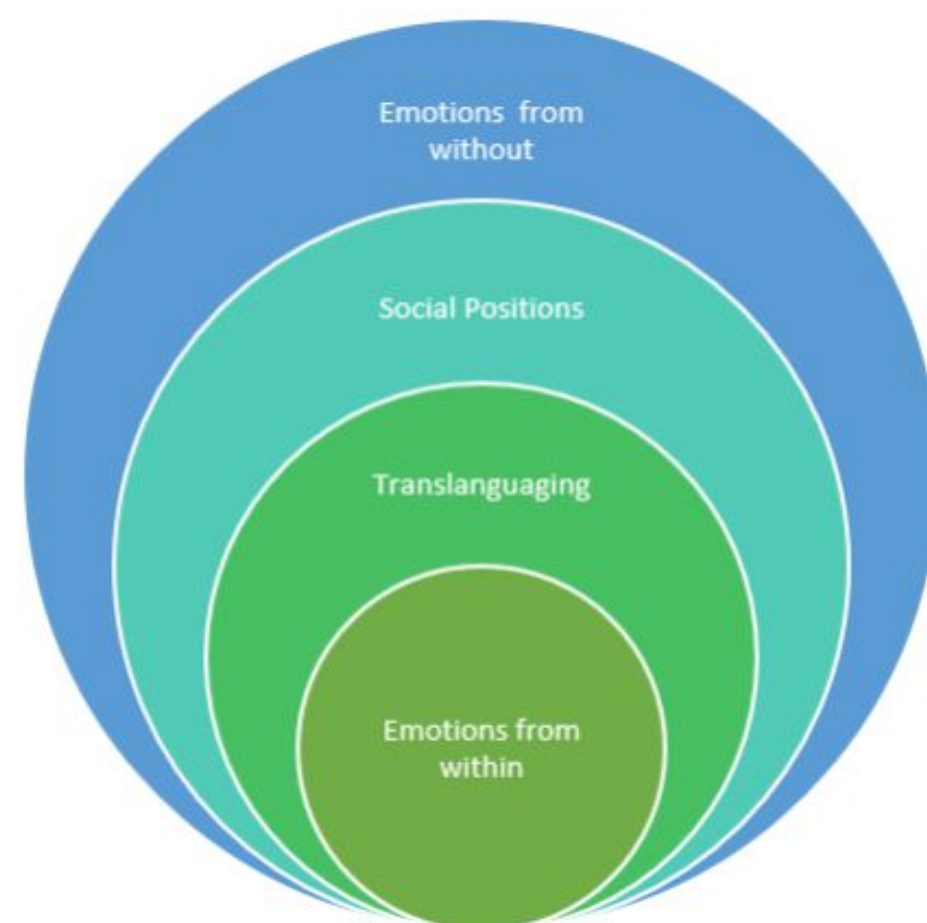 Emotions from
without
Social Positions
Translanguaging
Emotions from
within